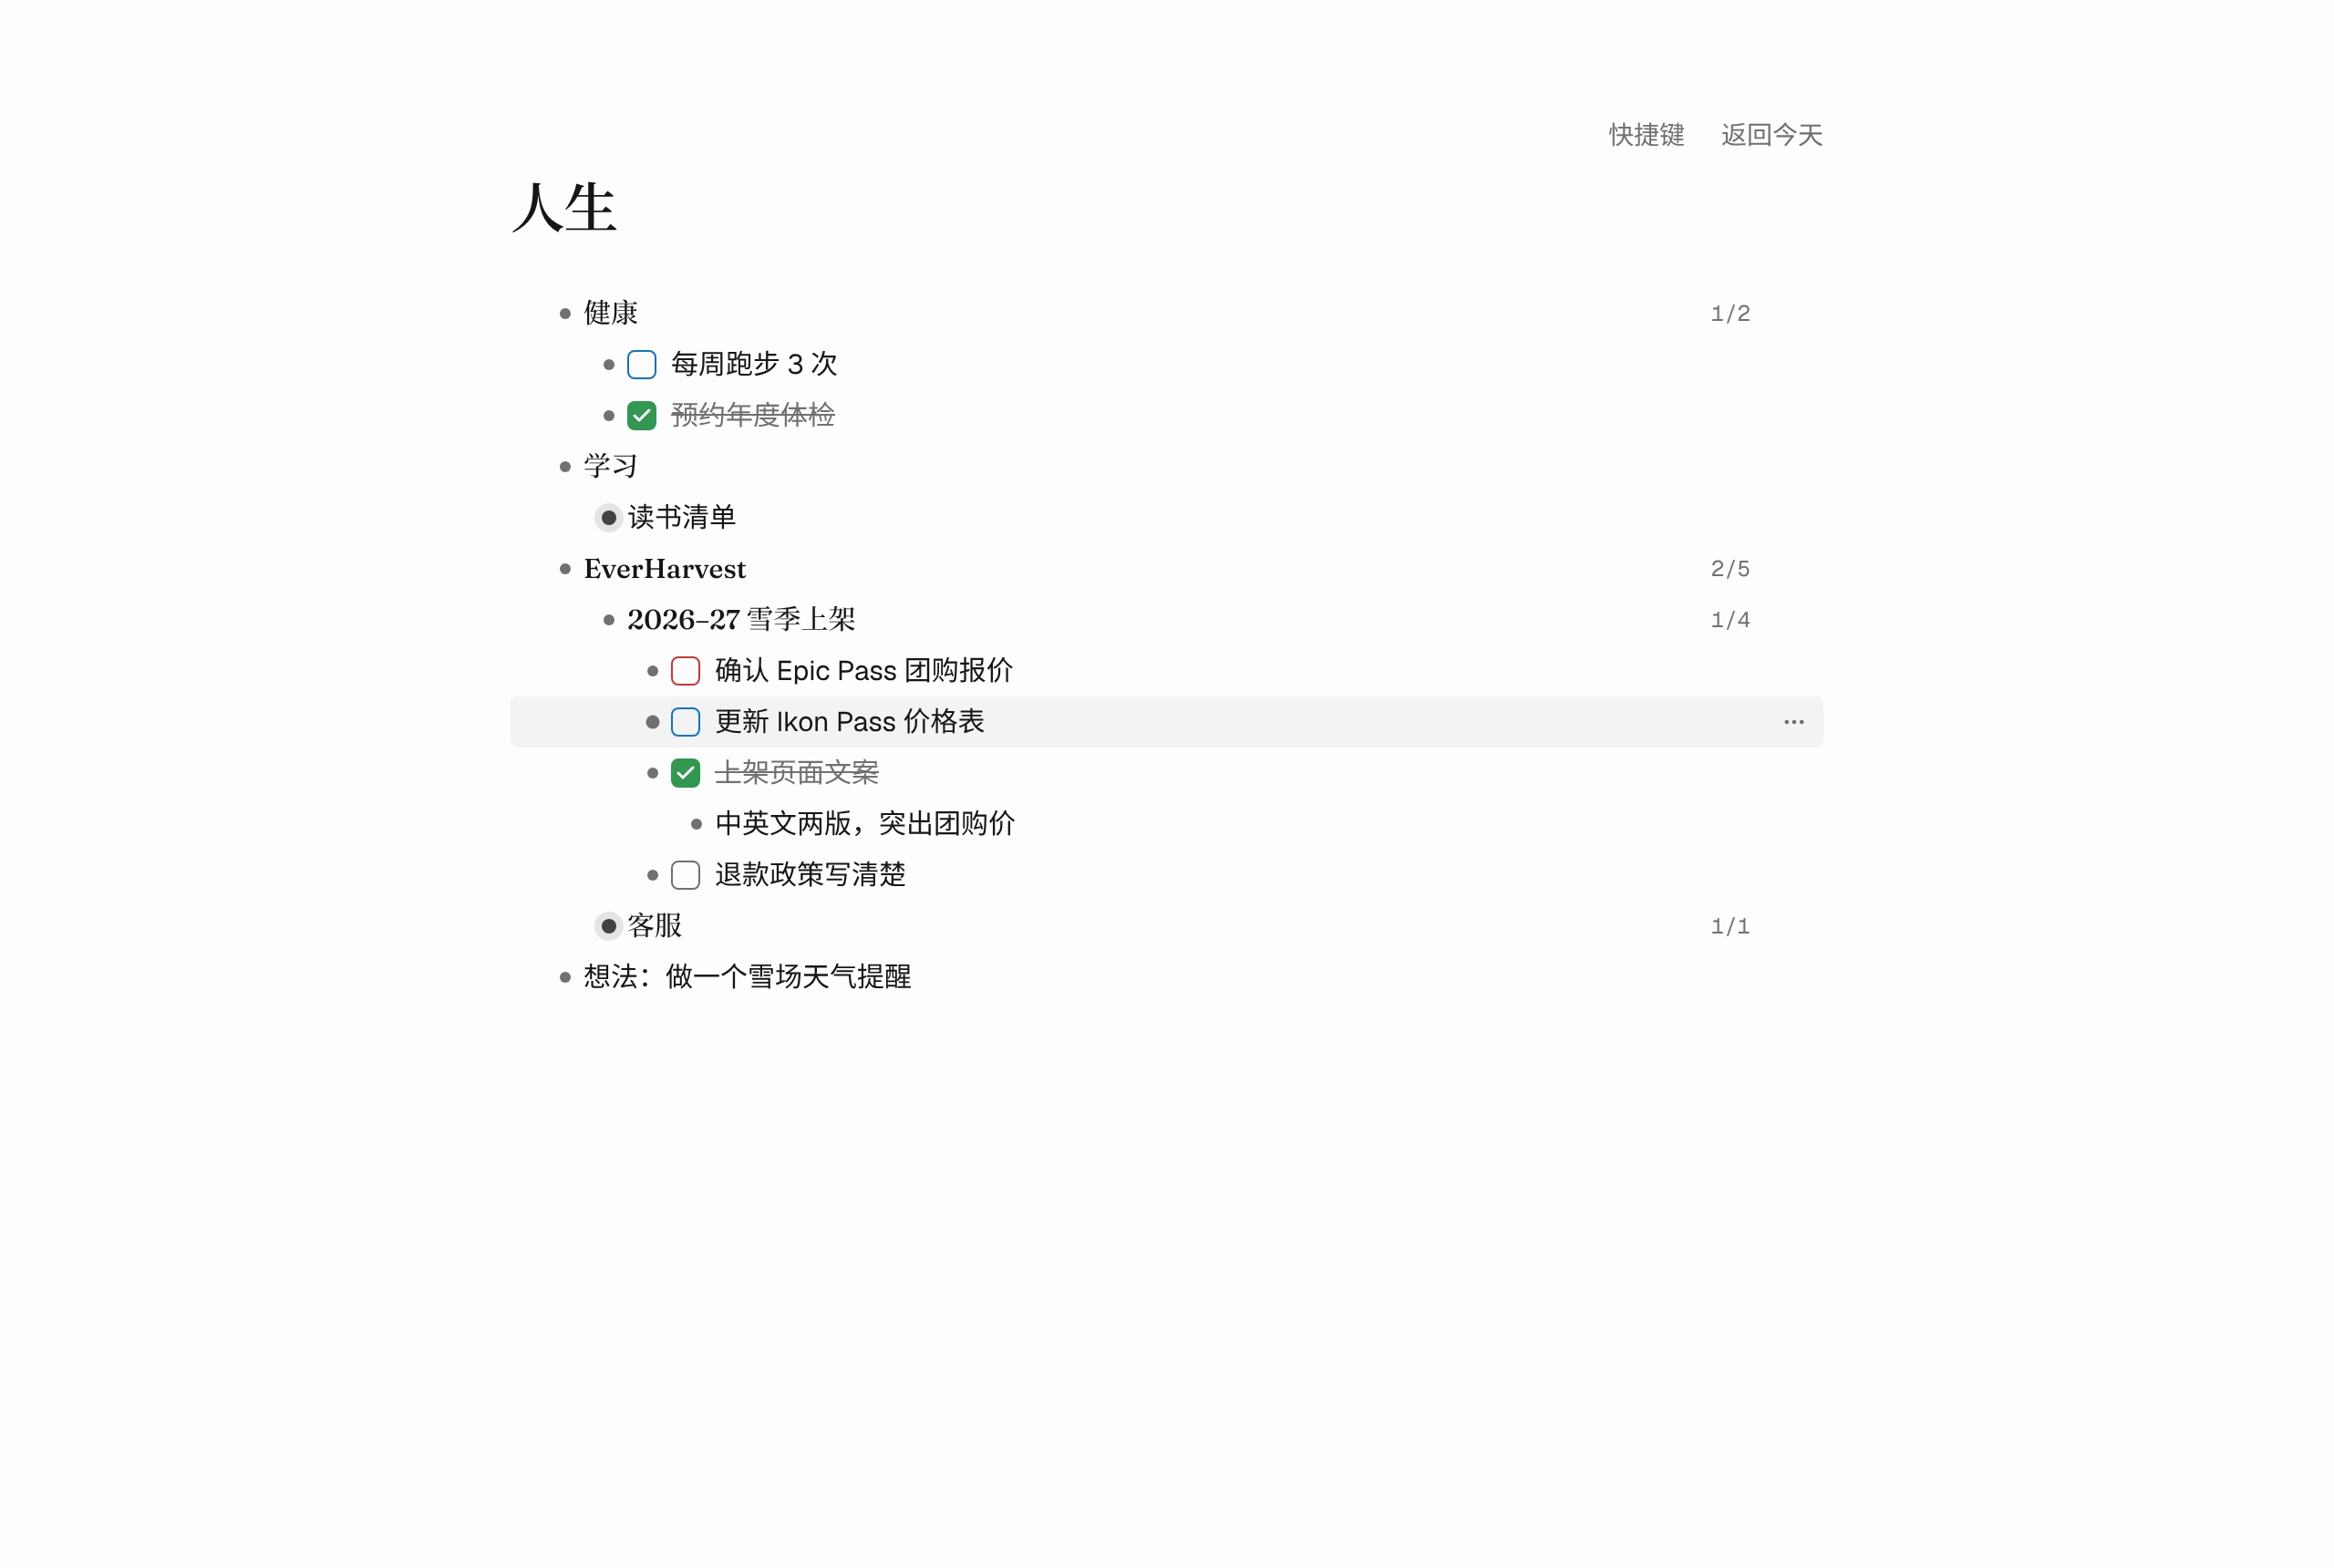 快捷键 返回今天
人生
健康 1/2
每周跑步 3 次
预约年度体检
学习
读书清单
EverHarvest 2/5
2026–27 雪季上架 1/4
确认 Epic Pass 团购报价
更新 Ikon Pass 价格表
上架页面文案
中英文两版，突出团购价
退款政策写清楚
客服 1/1
想法：做一个雪场天气提醒